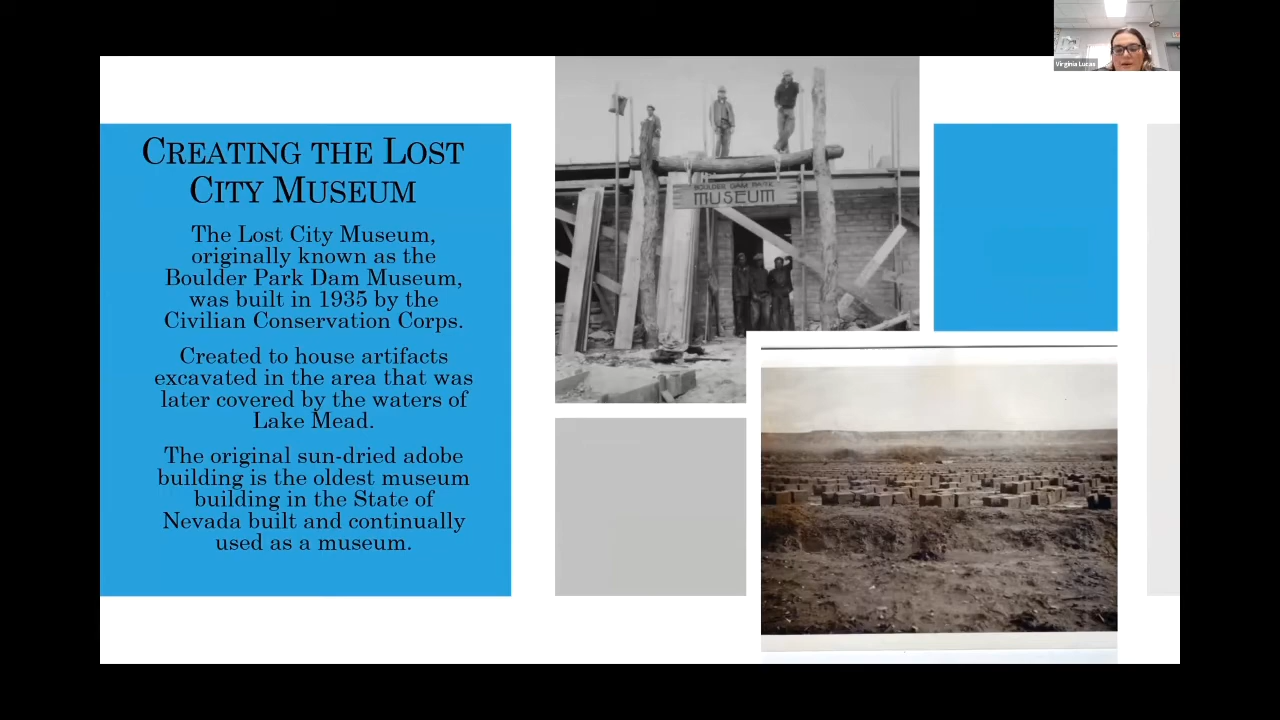 CREATING THE LOST
CITY MUSEUM
The Lost City Museum,
originally known as the
Boulder Park Dam Museum,
was built in 1935 by the
Civilian Conservation Corps.
Created to house artifacts
excavated in the area that was
later covered by the waters of
Lake Mead.
The original sun-dried adobe
building is the oldest museum
building in the State of
Nevada built and continually
used as a museum.
BOULDER DAM PARK
MUSEUM
Virginia Lucas